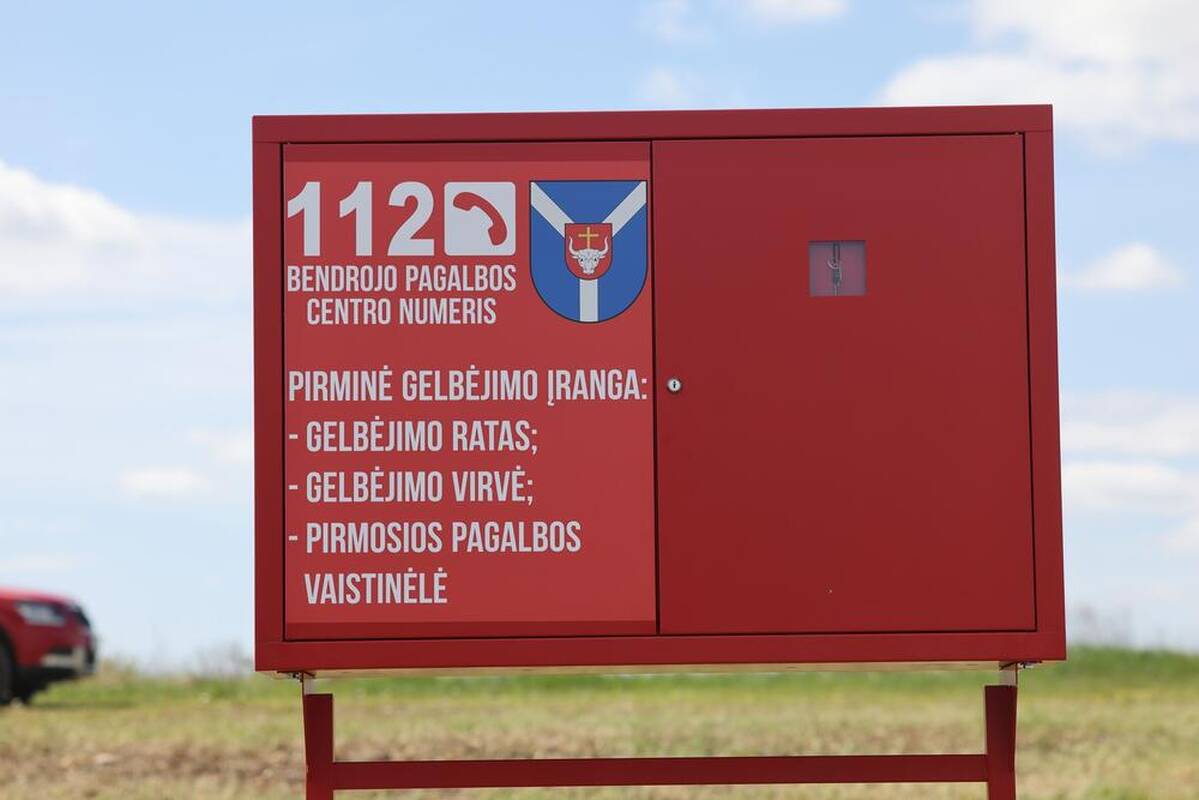 112
BENDROJO PAGALBOS
CENTRO NUMERIS
PIRMINĖ GELBĖJIMO ĮRANGA:
- GELBĖJIMO RATAS;
- GELBĖJIMO VIRVĖ;
- PIRMOSIOS PAGALBOS
VAISTINĖLĖ